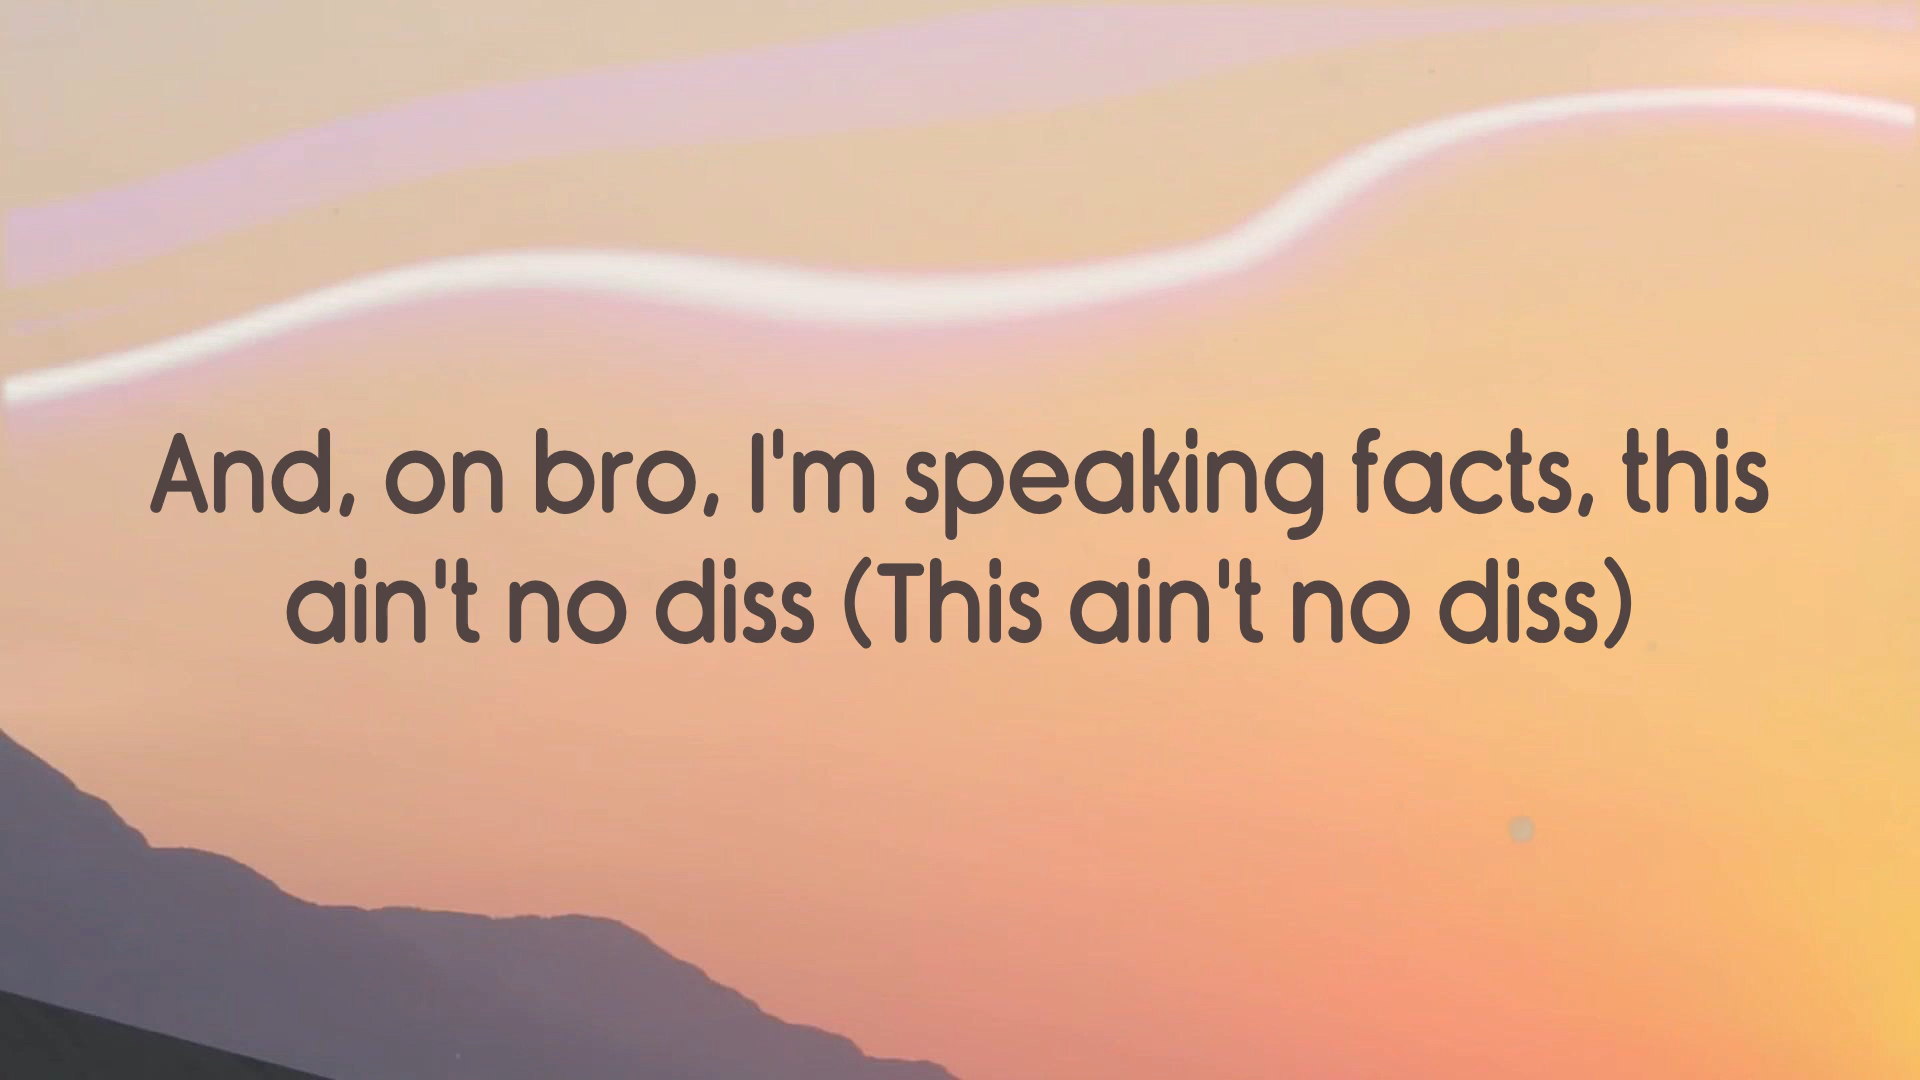 And, on bro, I'm speaking facts, this
ain't no diss (This ain't no diss)